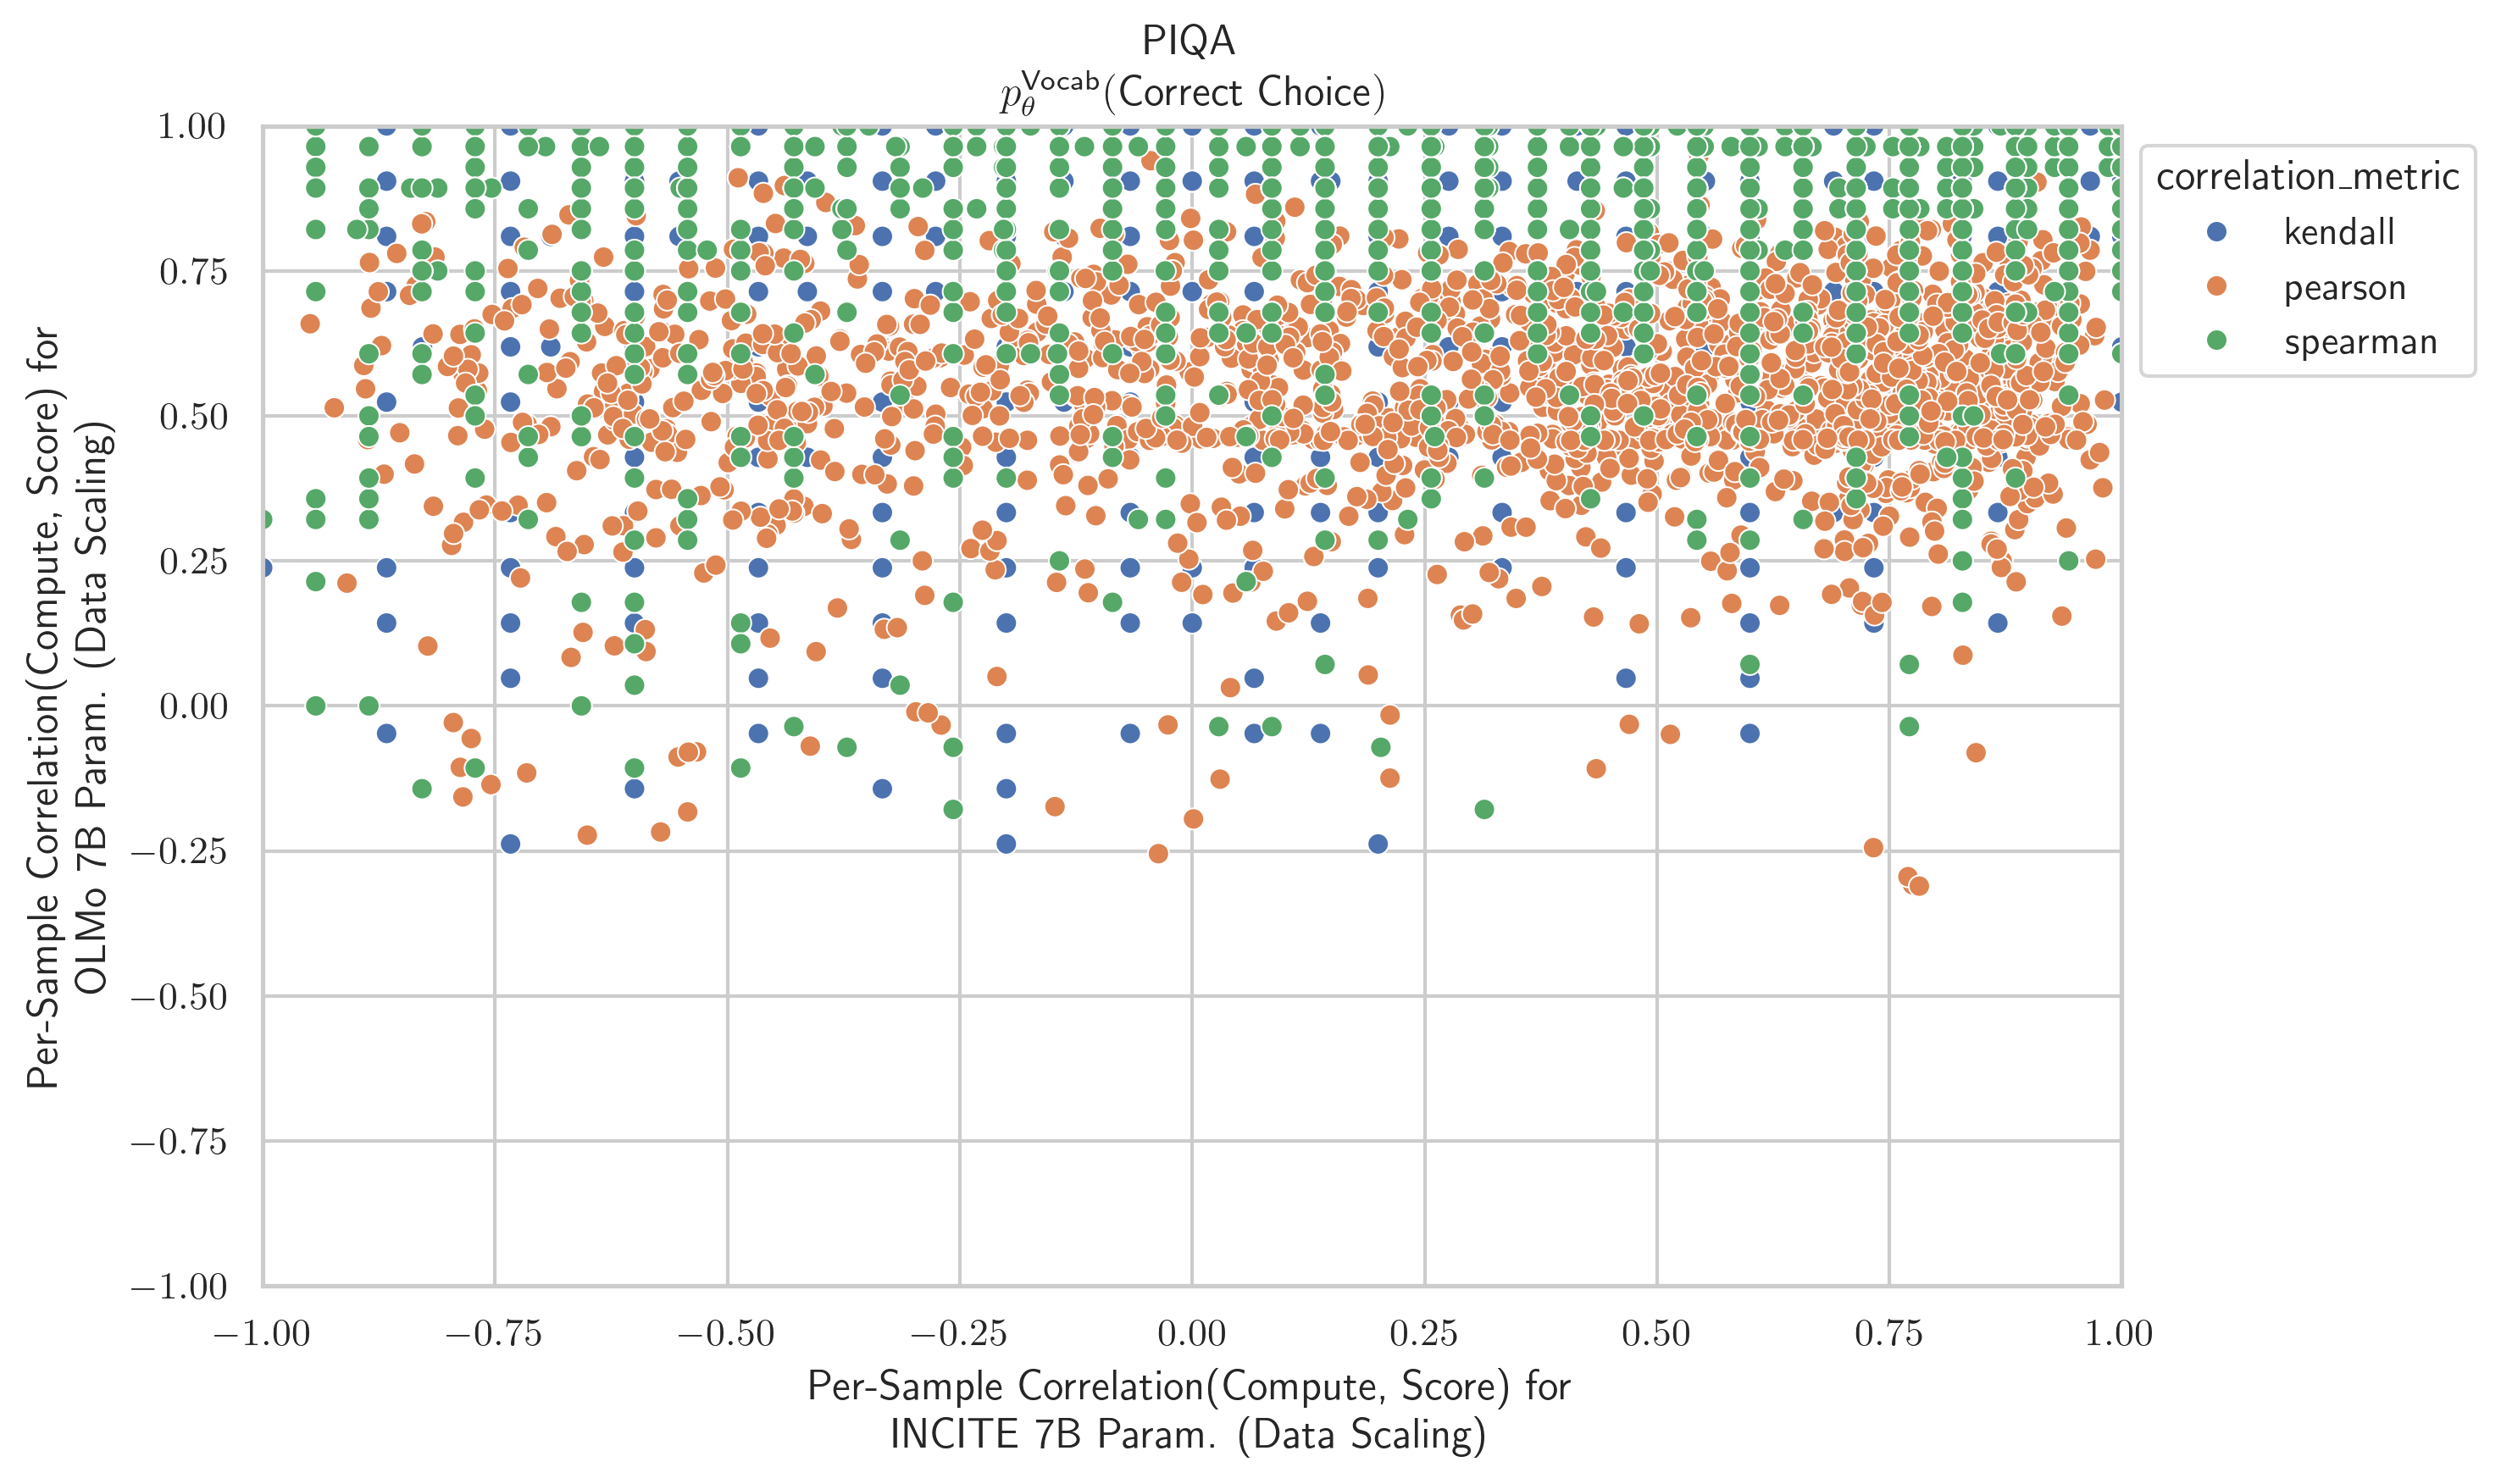 PIQA
p_θ^Vocab(Correct Choice)
Per-Sample Correlation(Compute, Score) for
OLMo 7B Param. (Data Scaling)
1.00
0.75
0.50
0.25
0.00
−0.25
−0.50
−0.75
−1.00
−1.00 −0.75 −0.50 −0.25 0.00 0.25 0.50 0.75 1.00
Per-Sample Correlation(Compute, Score) for
INCITE 7B Param. (Data Scaling)
correlation_metric
kendall
pearson
spearman